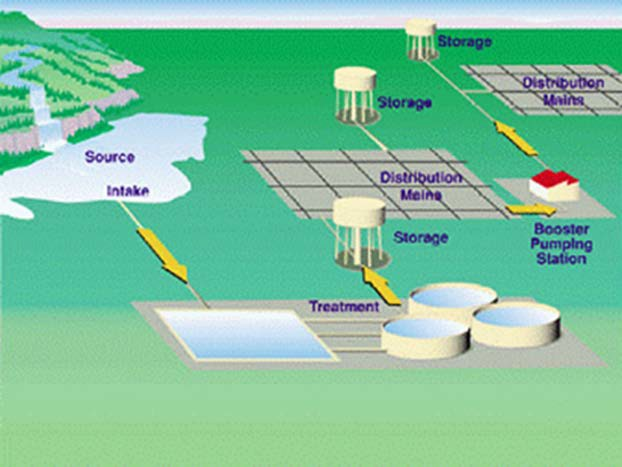 Storage
Distribution
Mains
Storage
Source
Intake
Distribution
Mains
Storage
Booster
Pumping
Station
Treatment